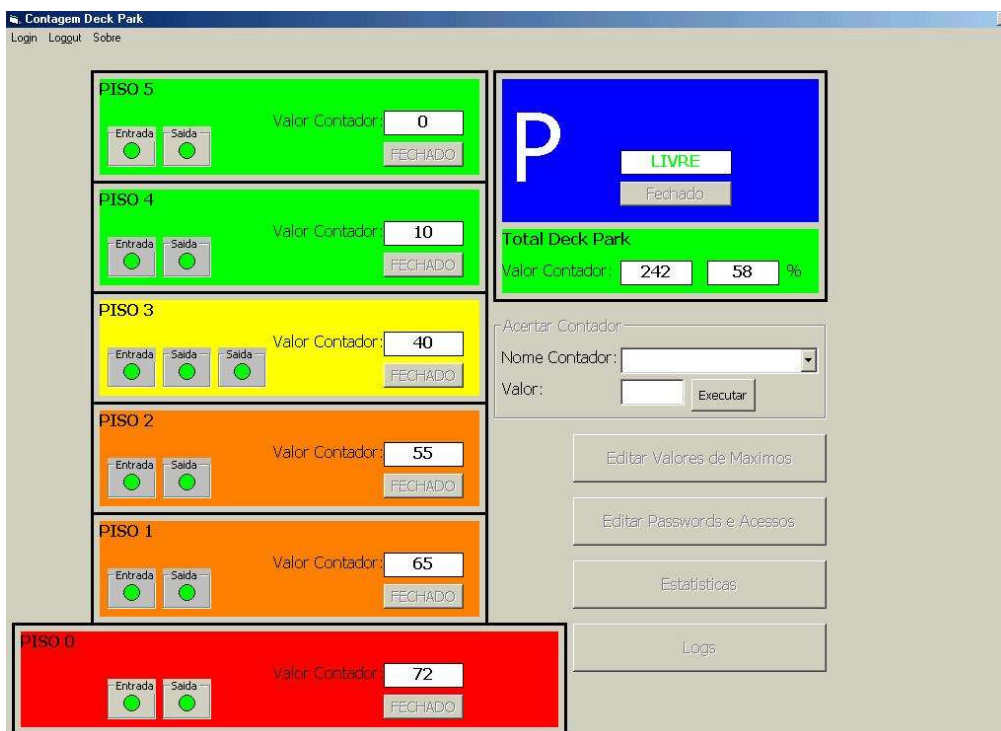 Contagem Deck Park
Login Logout Sobre
PISO 5
Valor Contador: 0
Entrada Saida
FECHADO
PISO 4
Valor Contador: 10
Entrada Saida
FECHADO
PISO 3
Valor Contador: 40
Entrada Saida Saida
FECHADO
PISO 2
Valor Contador: 55
Entrada Saida
FECHADO
PISO 1
Valor Contador: 65
Entrada Saida
FECHADO
PISO 0
Valor Contador: 72
Entrada Saida
FECHADO
P
LIVRE
Fechado
Total Deck Park
Valor Contador: 242 58 %
Acertar Contador
Nome Contador:
Valor:
Executar
Editar Valores de Maximos
Editar Passwords e Acessos
Estatisticas
Logs